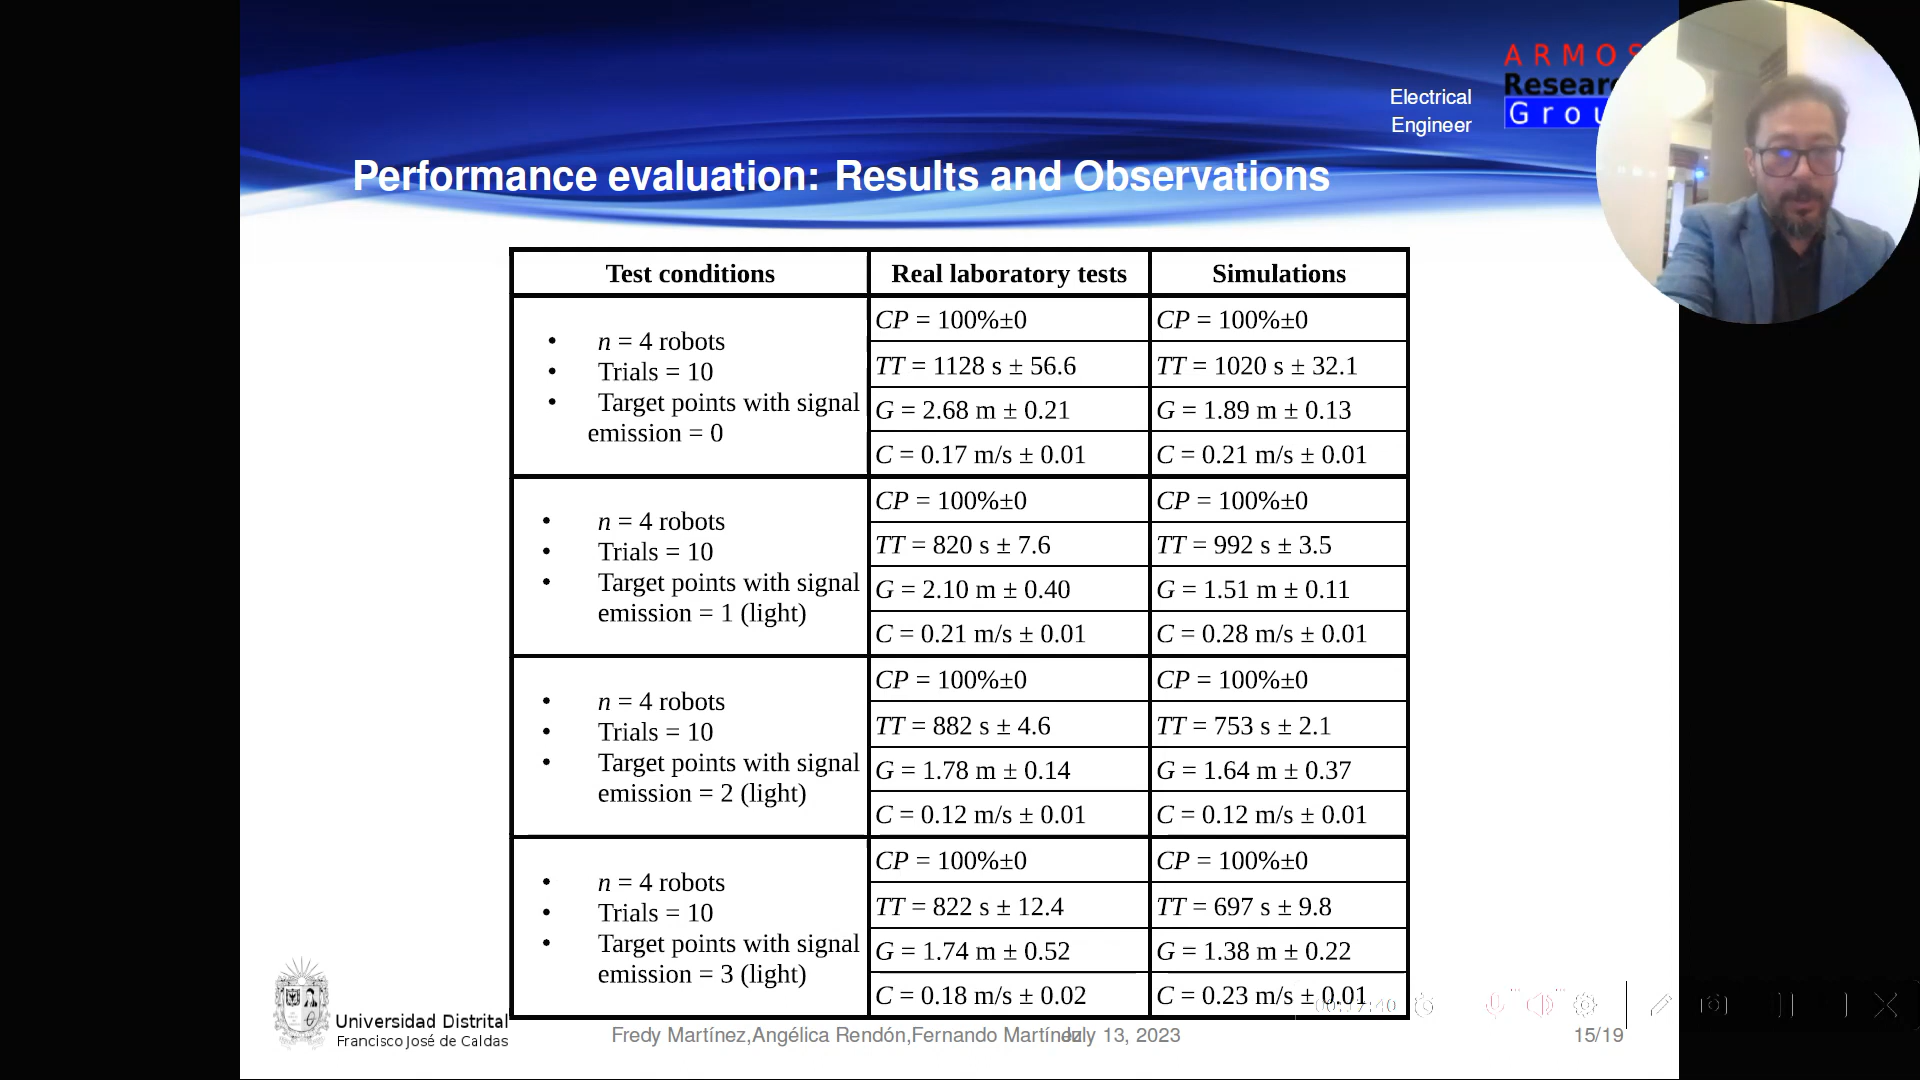 ARMOS
Research
Electrical
Engineer
Group
Performance evaluation: Results and Observations
Test conditions
Real laboratory tests
Simulations
• n = 4 robots
• Trials = 10
• Target points with signal
emission = 0
CP = 100%±0
CP = 100%±0
TT = 1128 s ± 56.6
TT = 1020 s ± 32.1
G = 2.68 m ± 0.21
G = 1.89 m ± 0.13
C = 0.17 m/s ± 0.01
C = 0.21 m/s ± 0.01
• n = 4 robots
• Trials = 10
• Target points with signal
emission = 1 (light)
CP = 100%±0
CP = 100%±0
TT = 820 s ± 7.6
TT = 992 s ± 3.5
G = 2.10 m ± 0.40
G = 1.51 m ± 0.11
C = 0.21 m/s ± 0.01
C = 0.28 m/s ± 0.01
• n = 4 robots
• Trials = 10
• Target points with signal
emission = 2 (light)
CP = 100%±0
CP = 100%±0
TT = 882 s ± 4.6
TT = 753 s ± 2.1
G = 1.78 m ± 0.14
G = 1.64 m ± 0.37
C = 0.12 m/s ± 0.01
C = 0.12 m/s ± 0.01
• n = 4 robots
• Trials = 10
• Target points with signal
emission = 3 (light)
CP = 100%±0
CP = 100%±0
TT = 822 s ± 12.4
TT = 697 s ± 9.8
G = 1.74 m ± 0.52
G = 1.38 m ± 0.22
C = 0.18 m/s ± 0.02
C = 0.23 m/s ± 0.01
Universidad Distrital
Francisco José de Caldas
Fredy Martínez,Angélica Rendón,Fernando Martínez
July 13, 2023
15/19